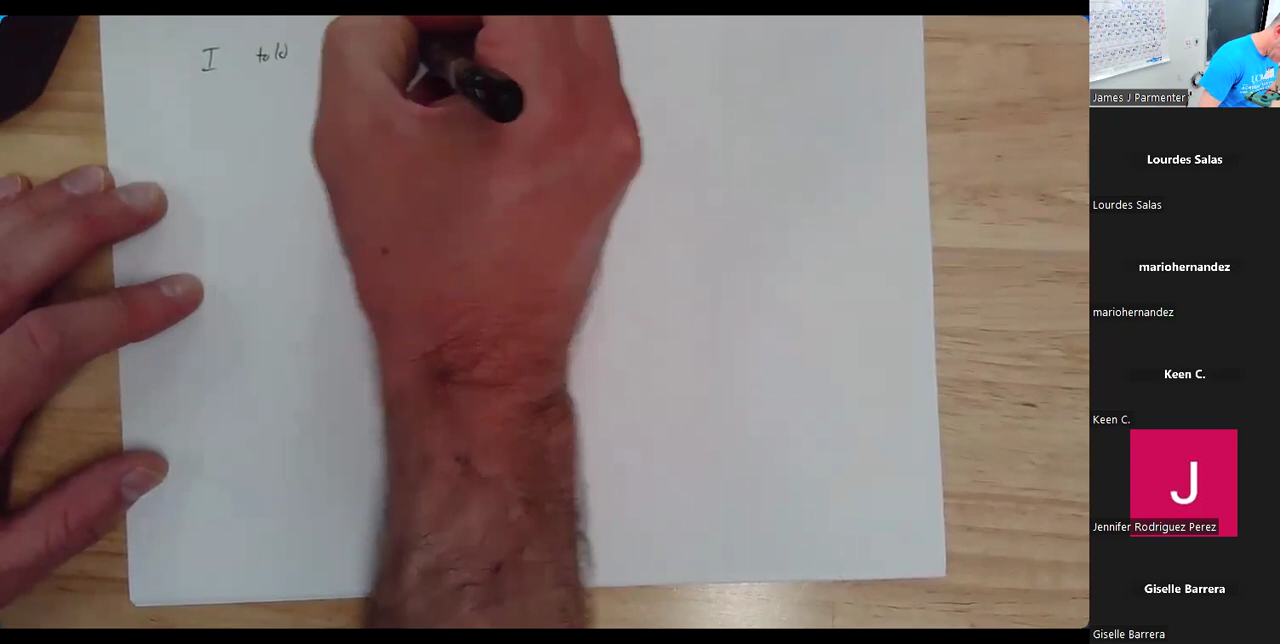 I told
James J Parmenter
Lourdes Salas
Lourdes Salas
mariohernandez
mariohernandez
Keen C.
Keen C.
J
Jennifer Rodriguez Perez
Giselle Barrera
Giselle Barrera